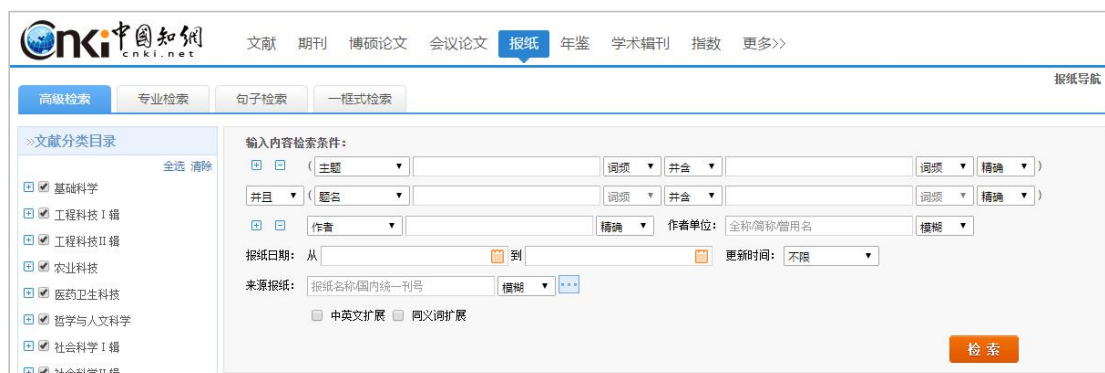 cnki 中国知网
cnki.net
文献 期刊 博硕论文 会议论文 报纸 年鉴 学术辑刊 指数 更多>>
报纸导航
高级检索 专业检索 句子检索 一框式检索
»文献分类目录
全选 清除
基础科学
工程科技 I 辑
工程科技II 辑
农业科技
医药卫生科技
哲学与人文科学
社会科学 I 辑
社会科学II 辑
输入内容检索条件:
( 主题 词频 并含 词频 精确 )
并且 ( 题名 词频 并含 词频 精确 )
作者 精确 作者单位: 全称/简称/曾用名 模糊
报纸日期: 从 到 更新时间: 不限
来源报纸: 报纸名称/国内统一刊号 模糊 ...
中英文扩展 同义词扩展
检索